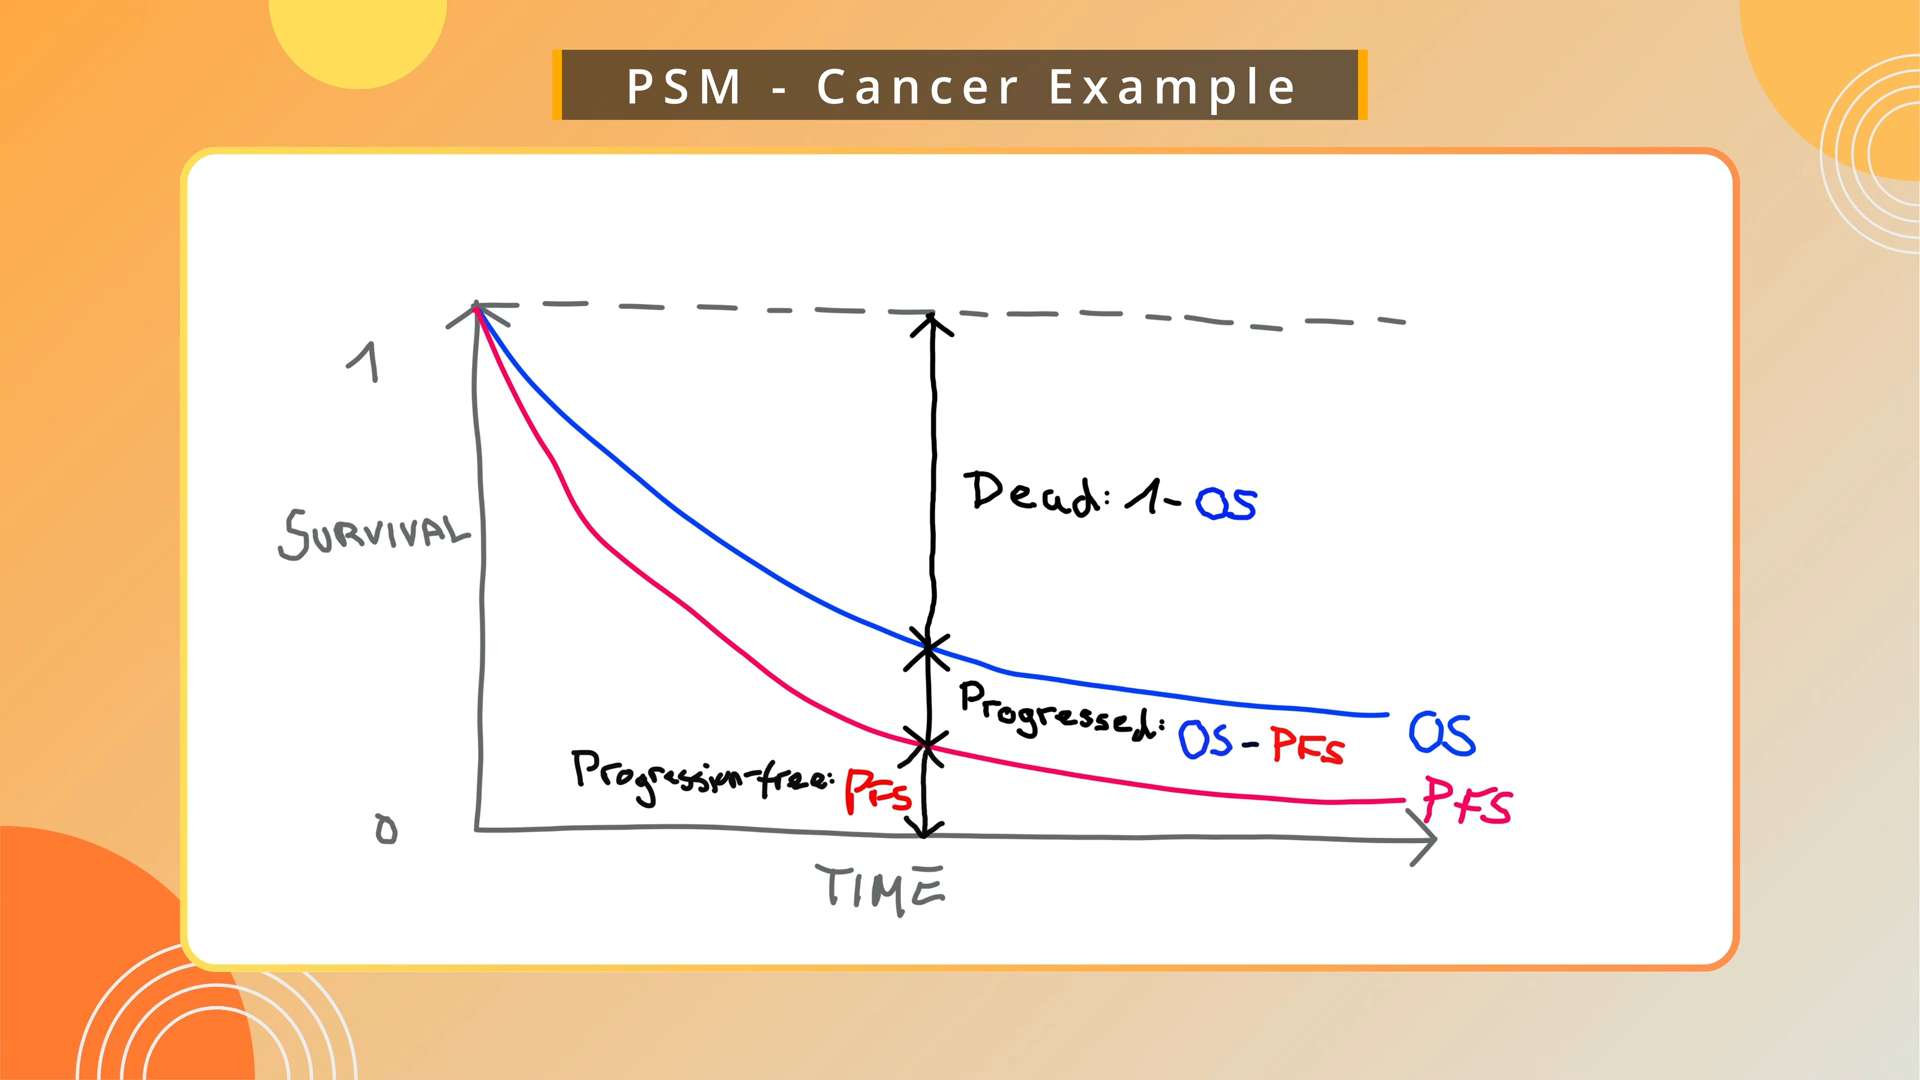 PSM - Cancer Example
1
SURVIVAL
Dead: 1- OS
Progressed: OS - PFS
OS
Progression-free: PFS
PFS
0
TIME